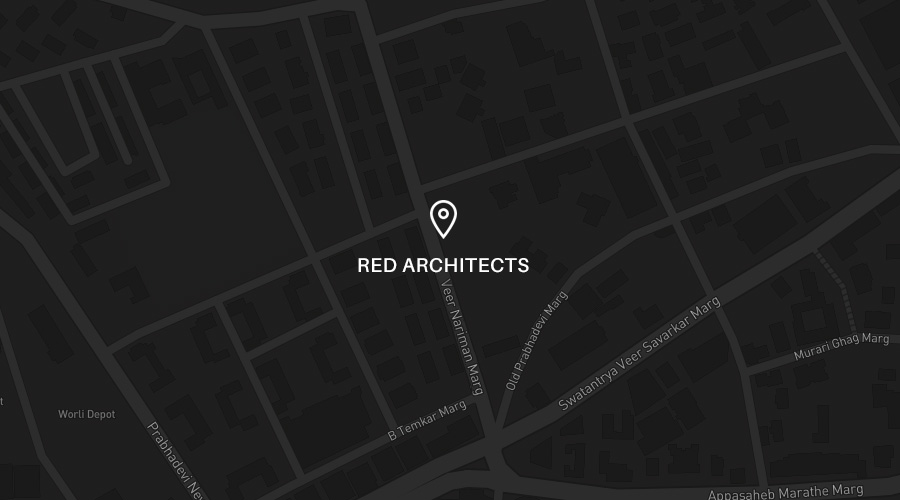 RED ARCHITECTS
Veer Nariman Marg
Old Prabhadevi Marg
Swatantrya Veer Savarkar Marg
Murari Ghag Marg
B Temkar Marg
Worli Depot
Prabhadevi
Appasaheb Marathe Marg